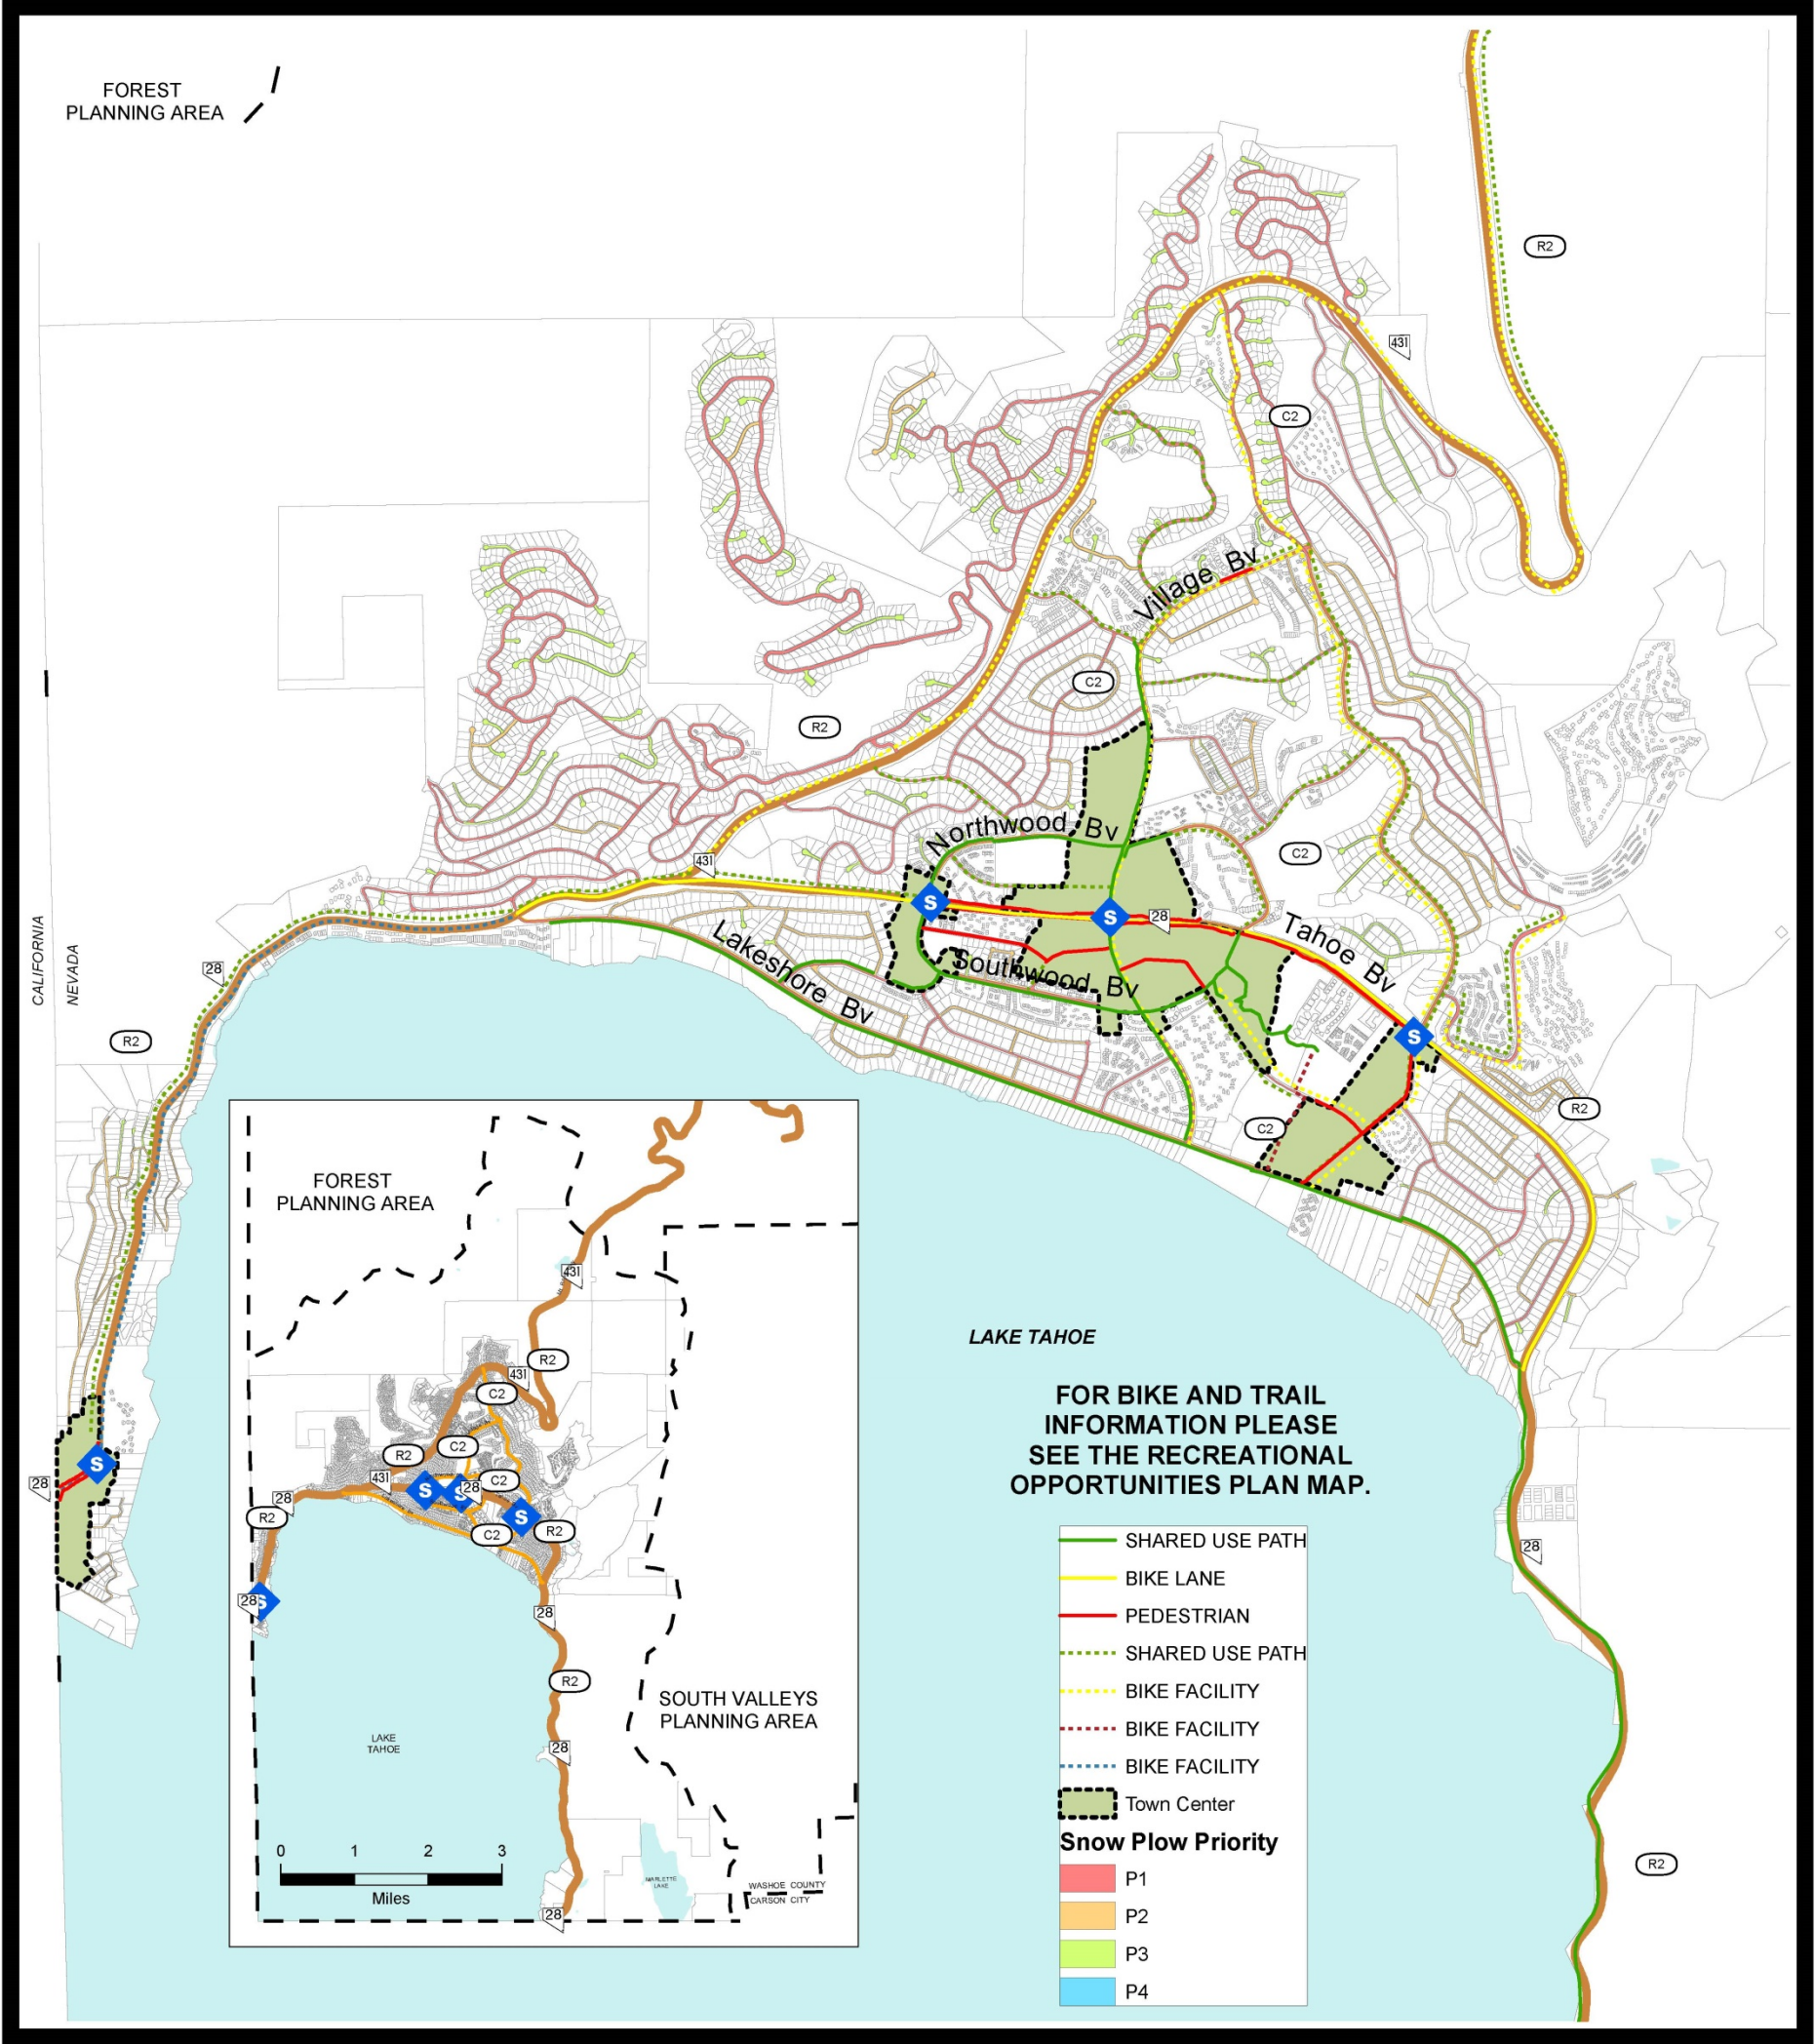 FOREST
PLANNING AREA
R2
431
C2
Village Bv
C2
R2
Northwood Bv
431
C2
S
S
28
Tahoe Bv
CALIFORNIA
NEVADA
28
Lakeshore Bv
Southwood Bv
R2
S
R2
C2
FOREST
PLANNING AREA
431
LAKE TAHOE
R2
431
C2
FOR BIKE AND TRAIL
INFORMATION PLEASE
SEE THE RECREATIONAL
OPPORTUNITIES PLAN MAP.
S
28
R2
C2
431
C2
S
S
28
28
R2
S
C2
R2
28
S
28
28
SHARED USE PATH
BIKE LANE
PEDESTRIAN
SHARED USE PATH
BIKE FACILITY
BIKE FACILITY
BIKE FACILITY
Town Center
Snow Plow Priority
P1
P2
P3
P4
R2
SOUTH VALLEYS
PLANNING AREA
LAKE
TAHOE
28
R2
0 1 2 3
Miles
MARLETTE
LAKE
WASHOE COUNTY
CARSON CITY
28